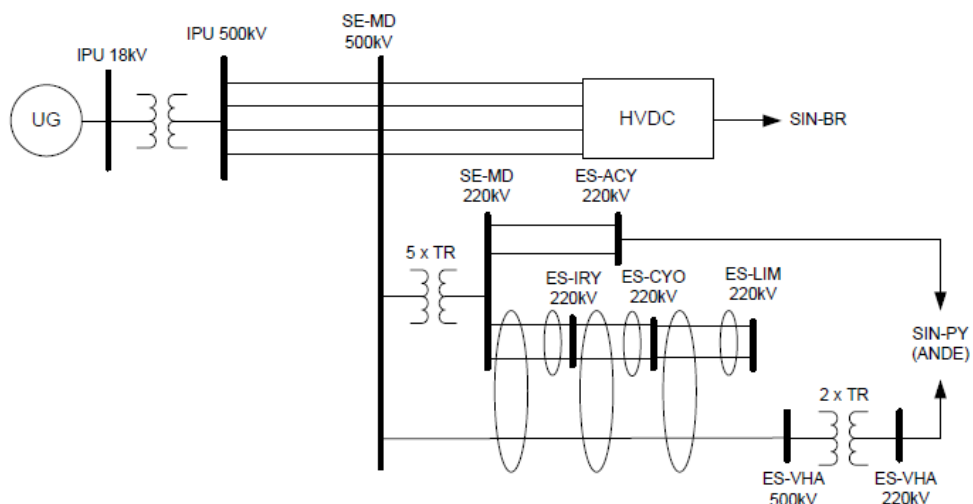 SE-MD
500kV
IPU 500kV
IPU 18kV
UG
HVDC
SIN-BR
SE-MD
220kV
ES-ACY
220kV
5 x TR
ES-IRY
220kV
ES-CYO
220kV
ES-LIM
220kV
SIN-PY
(ANDE)
2 x TR
ES-VHA
500kV
ES-VHA
220kV